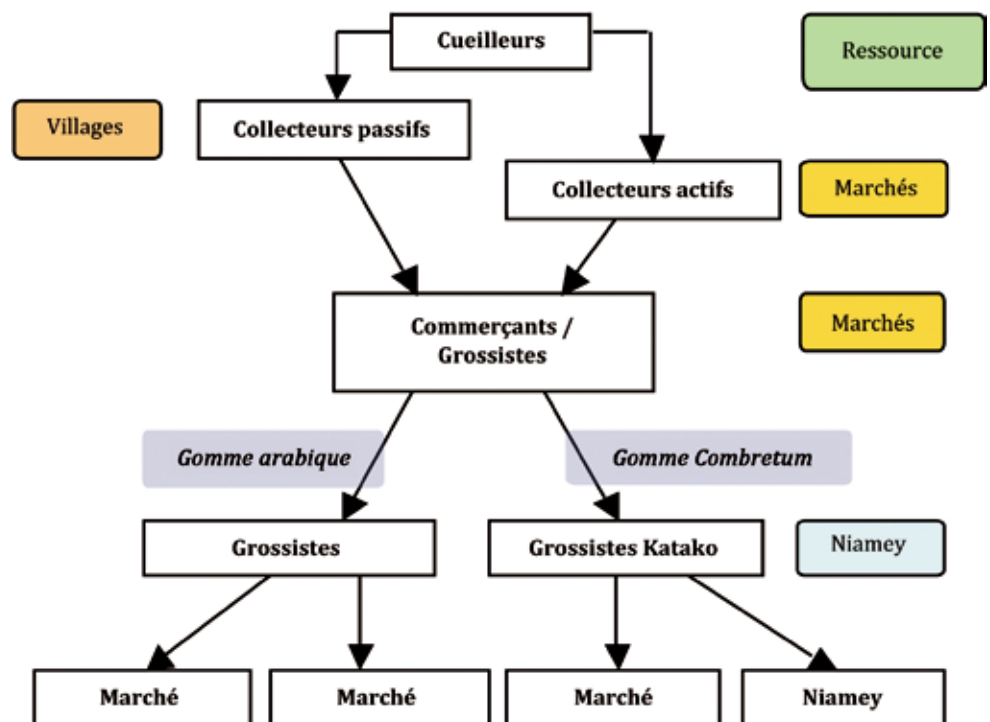 Cueilleurs
Ressource
Villages
Collecteurs passifs
Collecteurs actifs
Marchés
Commerçants /
Grossistes
Marchés
Gomme arabique
Gomme Combretum
Grossistes
Grossistes Katako
Niamey
Marché
Marché
Marché
Niamey